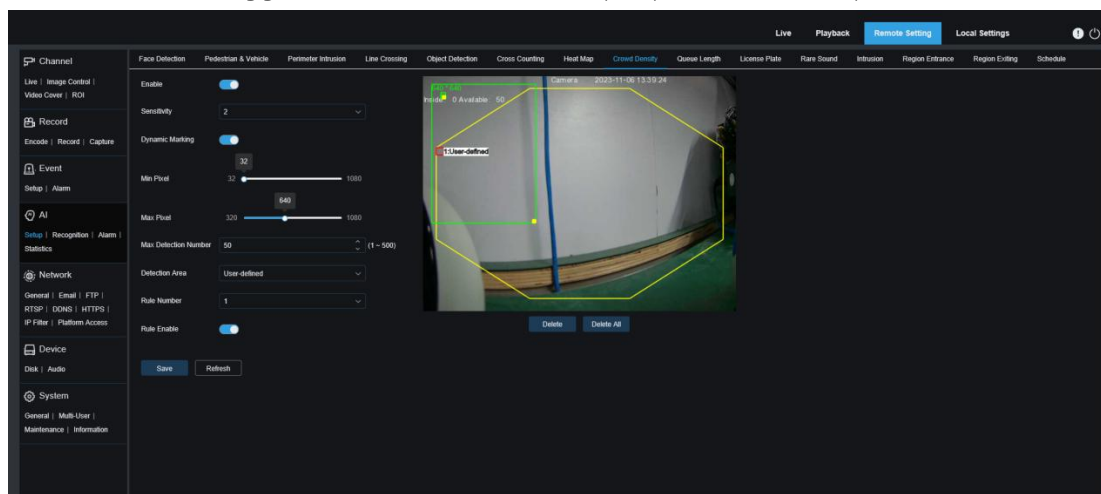 Live Playback Remote Setting Local Settings
Channel
Live | Image Control |
Video Cover | ROI
Record
Encode | Record | Capture
Event
Setup | Alarm
AI
Setup | Recognition | Alarm |
Statistics
Network
General | Email | FTP |
RTSP | DDNS | HTTPS |
IP Filter | Platform Access
Device
Disk | Audio
System
General | Multi-User |
Maintenance | Information
Face Detection Pedestrian & Vehicle Perimeter Intrusion Line Crossing Object Detection Cross Counting Heat Map Crowd Density Queue Length License Plate Rare Sound Intrusion Region Entrance Region Exiting Schedule
Enable
Sensitivity 2
Dynamic Marking
32
Min Pixel 32 1080
640
Max Pixel 320 1080
Max Detection Number 50 (1 ~ 500)
Detection Area User-defined
Rule Number 1
Rule Enable
Save Refresh
Camera 2023-11-06 13:39:24
Inside 0 Available 50
1:User-defined
Delete Delete All